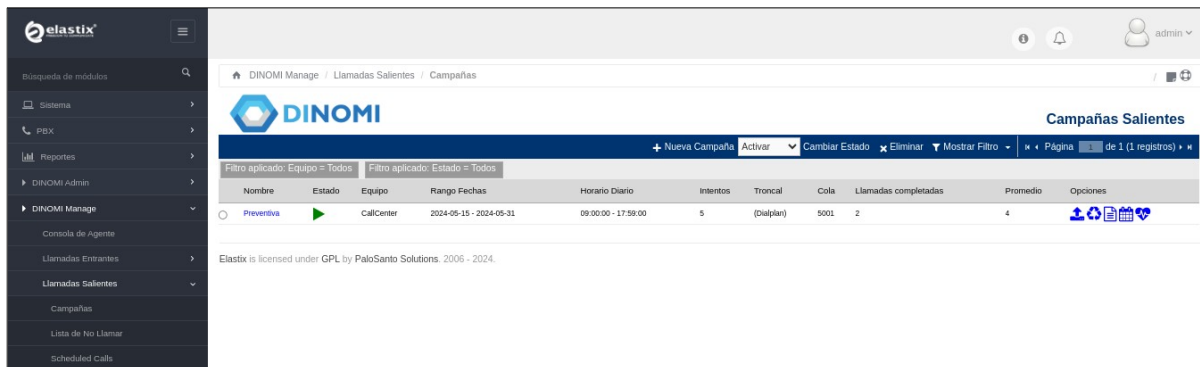 elastix
admin
Búsqueda de módulos
DINOMI Manage / Llamadas Salientes / Campañas
/
Sistema
DINOMI
Campañas Salientes
PBX
Nueva Campaña Activar Cambiar Estado Eliminar Mostrar Filtro Página 1 de 1 (1 registros)
Reportes
Filtro aplicado: Equipo = Todos Filtro aplicado: Estado = Todos
DINOMI Admin
Nombre Estado Equipo Rango Fechas Horario Diario Intentos Troncal Cola Llamadas completadas Promedio Opciones
DINOMI Manage
Preventiva CallCenter 2024-05-15 - 2024-05-31 09:00:00 - 17:59:00 5 (Dialplan) 5001 2 4
Consola de Agente
Llamadas Entrantes
Elastix is licensed under GPL by PaloSanto Solutions. 2006 - 2024.
Llamadas Salientes
Campañas
Lista de No Llamar
Scheduled Calls